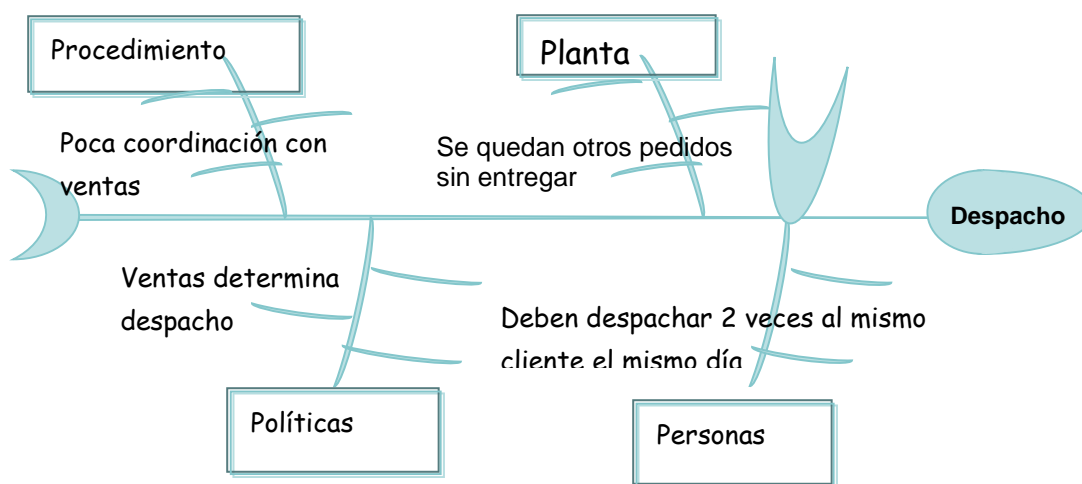 Procedimiento
Planta
Poca coordinación con
ventas
Se quedan otros pedidos
sin entregar
Despacho
Ventas determina
despacho
Deben despachar 2 veces al mismo
cliente el mismo día
Políticas
Personas